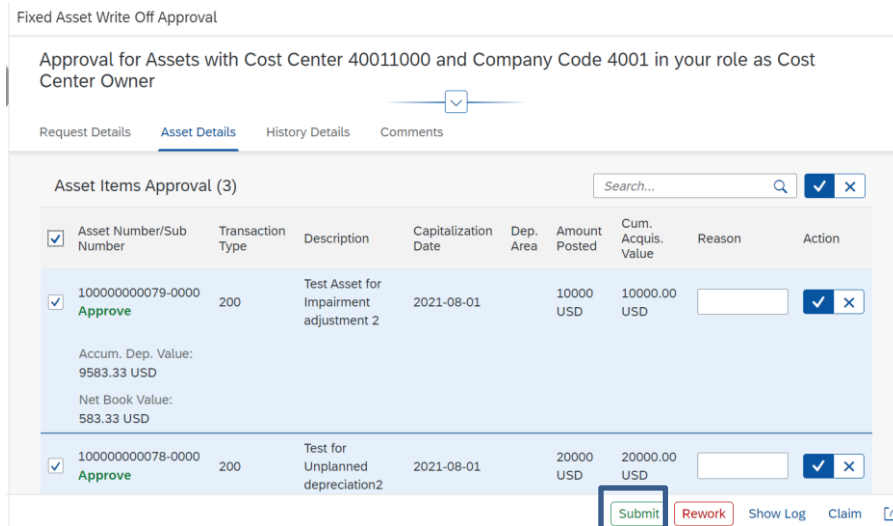 Fixed Asset Write Off Approval
Approval for Assets with Cost Center 40011000 and Company Code 4001 in your role as Cost
Center Owner
Request Details Asset Details History Details Comments
Asset Items Approval (3) Search...
Asset Number/Sub Number Transaction Type Description Capitalization Date Dep. Area Amount Posted Cum. Acquis. Value Reason Action
100000000079-0000 200 Test Asset for Impairment adjustment 2 2021-08-01 10000 USD 10000.00 USD
Approve
Accum. Dep. Value:
9583.33 USD
Net Book Value:
583.33 USD
100000000078-0000 200 Test for Unplanned depreciation2 2021-08-01 20000 USD 20000.00 USD
Approve
Submit Rework Show Log Claim